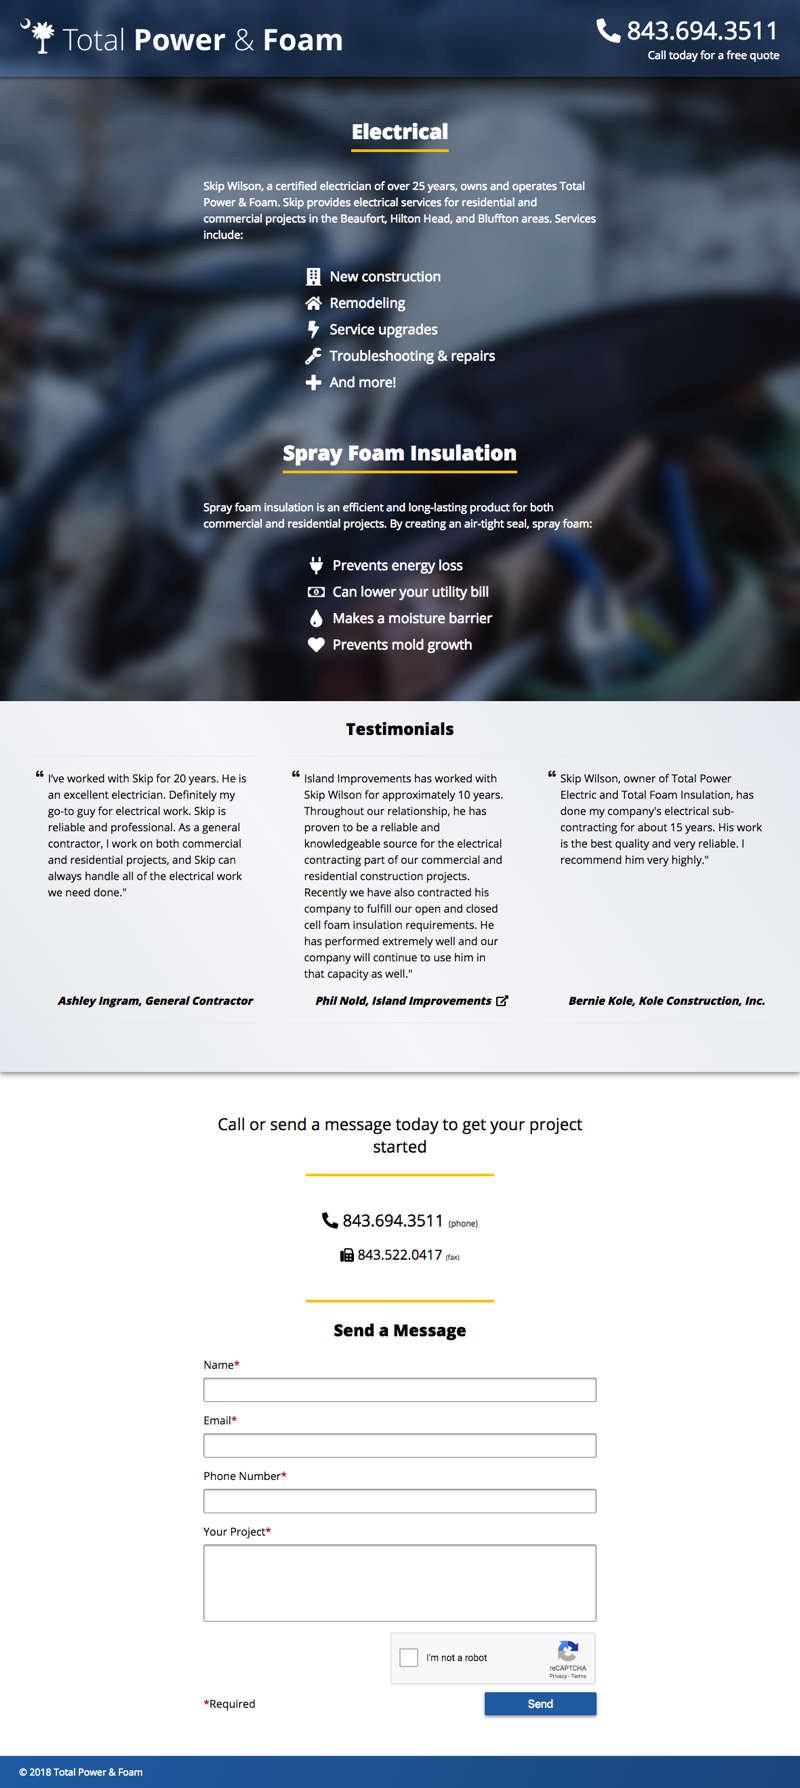 Total Power & Foam
843.694.3511
Call today for a free quote
Electrical
Skip Wilson, a certified electrician of over 25 years, owns and operates Total
Power & Foam. Skip provides electrical services for residential and
commercial projects in the Beaufort, Hilton Head, and Bluffton areas. Services
include:
New construction
Remodeling
Service upgrades
Troubleshooting & repairs
And more!
Spray Foam Insulation
Spray foam insulation is an efficient and long-lasting product for both
commercial and residential projects. By creating an air-tight seal, spray foam:
Prevents energy loss
Can lower your utility bill
Makes a moisture barrier
Prevents mold growth
Testimonials
“ I've worked with Skip for 20 years. He is
an excellent electrician. Definitely my
go-to guy for electrical work. Skip is
reliable and professional. As a general
contractor, I work on both commercial
and residential projects, and Skip can
always handle all of the electrical work
we need done."
Ashley Ingram, General Contractor
“ Island Improvements has worked with
Skip Wilson for approximately 10 years.
Throughout our relationship, he has
proven to be a reliable and
knowledgeable source for the electrical
contracting part of our commercial and
residential construction projects.
Recently we have also contracted his
company to fulfill our open and closed
cell foam insulation requirements. He
has performed extremely well and our
company will continue to use him in
that capacity as well."
Phil Nold, Island Improvements
“ Skip Wilson, owner of Total Power
Electric and Total Foam Insulation, has
done my company's electrical sub-
contracting for about 15 years. His work
is the best quality and very reliable. I
recommend him very highly."
Bernie Kole, Kole Construction, Inc.
Call or send a message today to get your project
started
843.694.3511 (phone)
843.522.0417 (fax)
Send a Message
Name*
Email*
Phone Number*
Your Project*
I'm not a robot
reCAPTCHA
Privacy - Terms
*Required
Send
© 2018 Total Power & Foam